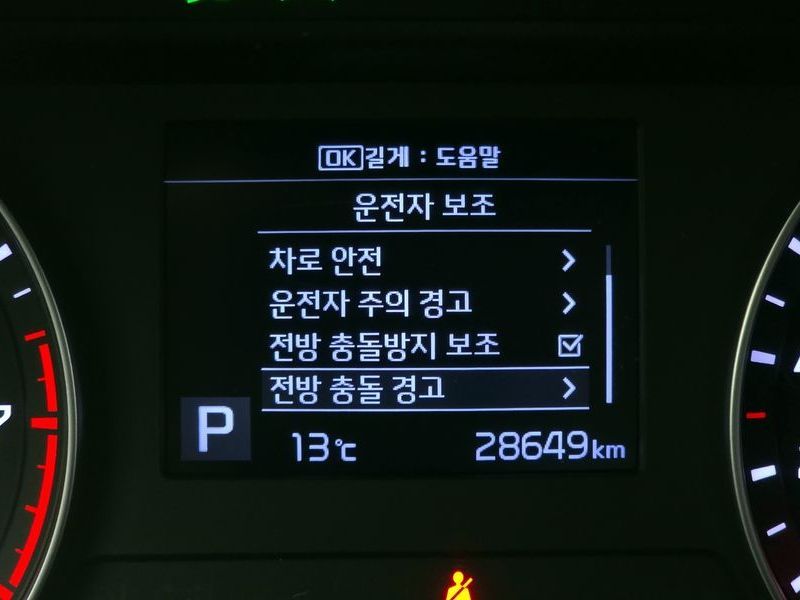 OK길게 : 도움말
운전자 보조
차로 안전
운전자 주의 경고
전방 충돌방지 보조
전방 충돌 경고
P 13°C 28649km